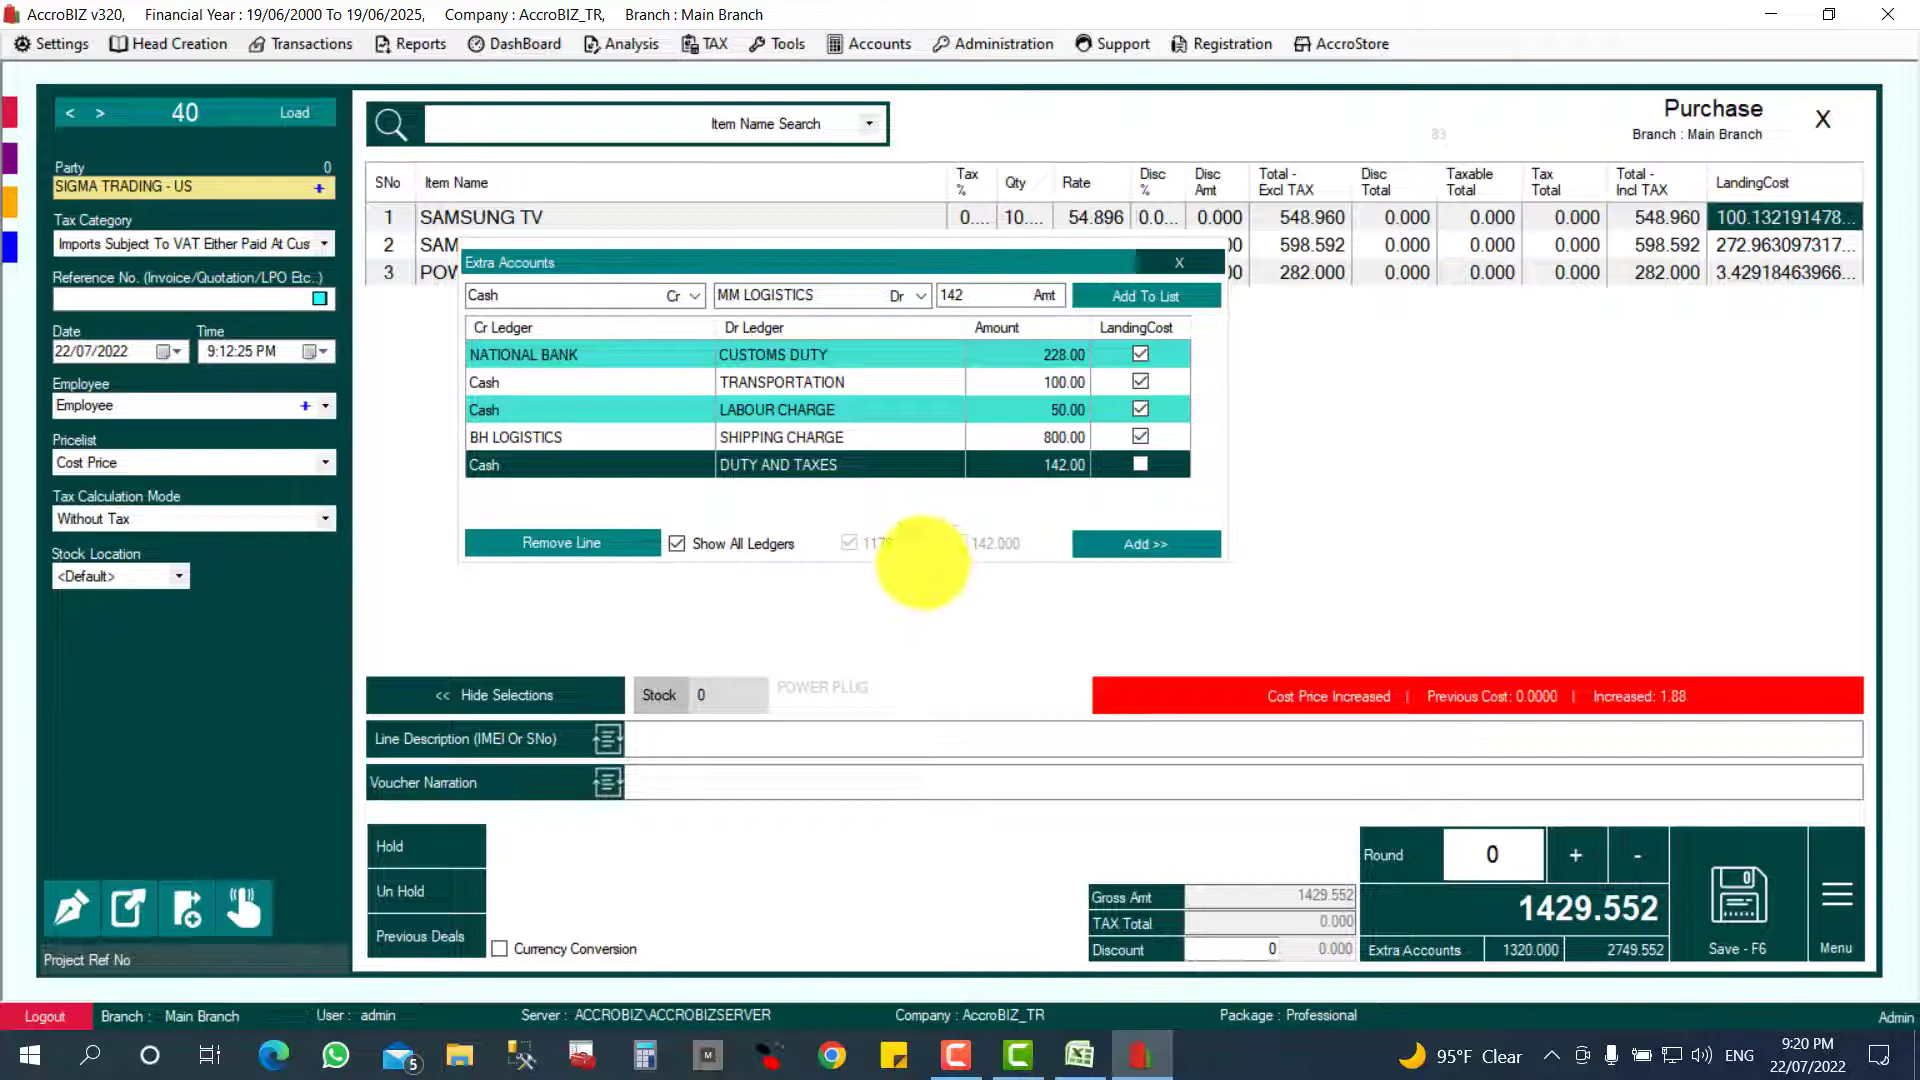 AccroBIZ v320, Financial Year : 19/06/2000 To 19/06/2025, Company : AccroBIZ_TR, Branch : Main Branch
Settings Head Creation Transactions Reports DashBoard Analysis TAX Tools Accounts Administration Support Registration AccroStore
< > 40 Load
Party 0
SIGMA TRADING - US +
Tax Category
Imports Subject To VAT Either Paid At Cus
Reference No. (Invoice/Quotation/LPO Etc..)
Date Time
22/07/2022 9:12:25 PM
Employee
Employee +
Pricelist
Cost Price
Tax Calculation Mode
Without Tax
Stock Location
<Default>
Project Ref No
Item Name Search
Purchase
Branch : Main Branch
X
83
SNo Item Name Tax % Qty Rate Disc % Disc Amt Total - Excl TAX Disc Total Taxable Total Tax Total Total - Incl TAX LandingCost
1 SAMSUNG TV 0.... 10.... 54.896 0.0... 0.000 548.960 0.000 0.000 0.000 548.960 100.132191478...
2 SAM 00 598.592 0.000 0.000 0.000 598.592 272.963097317...
3 POW 00 282.000 0.000 0.000 0.000 282.000 3.42918463966...
Extra Accounts X
Cash Cr MM LOGISTICS Dr 142 Amt Add To List
Cr Ledger Dr Ledger Amount LandingCost
NATIONAL BANK CUSTOMS DUTY 228.00
Cash TRANSPORTATION 100.00
Cash LABOUR CHARGE 50.00
BH LOGISTICS SHIPPING CHARGE 800.00
Cash DUTY AND TAXES 142.00
Remove Line Show All Ledgers 142.000 Add >>
<< Hide Selections Stock 0 POWER PLUG
Cost Price Increased | Previous Cost: 0.0000 | Increased: 1.88
Line Description (IMEI Or SNo)
Voucher Narration
Hold
Un Hold
Previous Deals
Currency Conversion
Gross Amt 1429.552
TAX Total 0.000
Discount 0 0.000
Round 0 + -
1429.552
Extra Accounts 1320.000 2749.552
Save - F6
Menu
Logout Branch : Main Branch User : admin Server : ACCROBIZ\ACCROBIZSERVER Company : AccroBIZ_TR Package : Professional Admin
5
M
95°F Clear
ENG
9:20 PM
22/07/2022